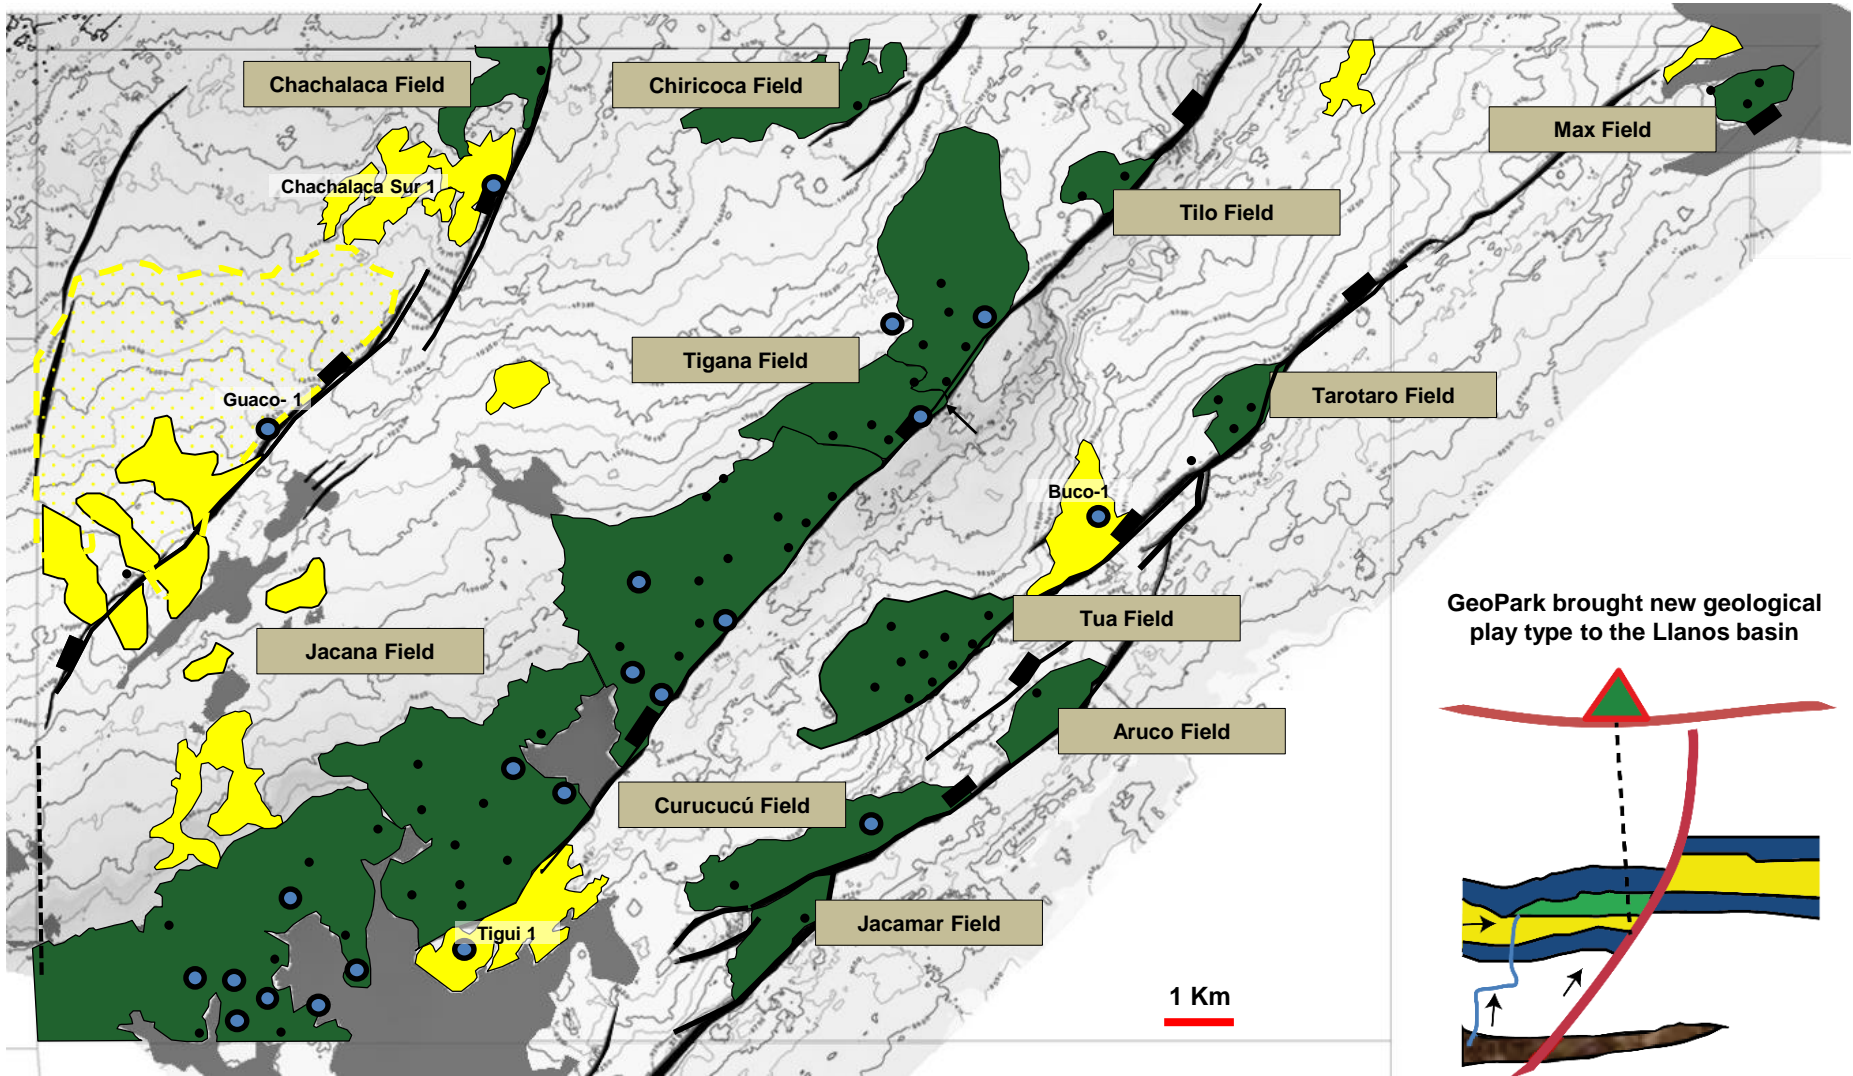 Chachalaca Field
Chiricoca Field
Max Field
Chachalaca Sur 1
Tilo Field
Tigana Field
Guaco- 1
Tarotaro Field
Buco-1
Tua Field
GeoPark brought new geological
play type to the Llanos basin
Jacana Field
Aruco Field
Curucucú Field
Tigui 1
Jacamar Field
1 Km